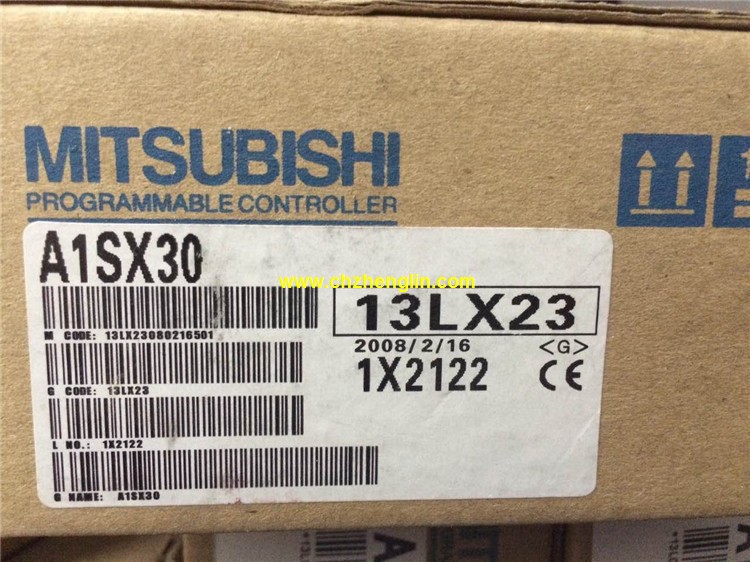 MITSUBISHI
PROGRAMMABLE CONTROLLER
A1SX30
www.chzhenglin.com
13LX23
M CODE: 13LX23080216501
2008/2/16 <G>
1X2122 CE
G CODE: 13LX23
L NO.: 1X2122
G NAME: A1SX30